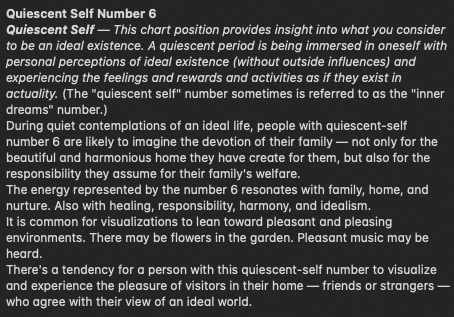 Quiescent Self Number 6
Quiescent Self — This chart position provides insight into what you consider
to be an ideal existence. A quiescent period is being immersed in oneself with
personal perceptions of ideal existence (without outside influences) and
experiencing the feelings and rewards and activities as if they exist in
actuality. (The "quiescent self" number sometimes is referred to as the "inner
dreams" number.)
During quiet contemplations of an ideal life, people with quiescent-self
number 6 are likely to imagine the devotion of their family — not only for the
beautiful and harmonious home they have create for them, but also for the
responsibility they assume for their family's welfare.
The energy represented by the number 6 resonates with family, home, and
nurture. Also with healing, responsibility, harmony, and idealism.
It is common for visualizations to lean toward pleasant and pleasing
environments. There may be flowers in the garden. Pleasant music may be
heard.
There's a tendency for a person with this quiescent-self number to visualize
and experience the pleasure of visitors in their home — friends or strangers —
who agree with their view of an ideal world.